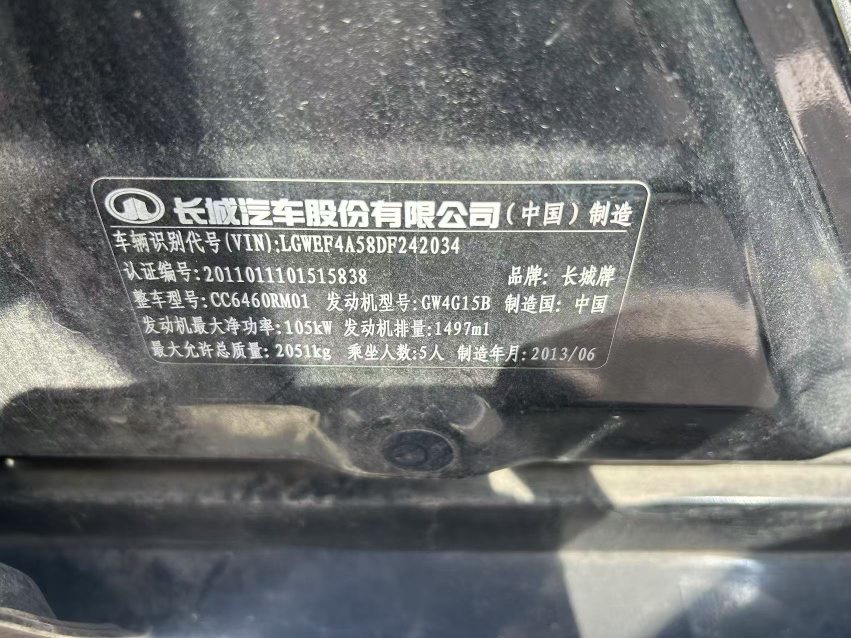 长城汽车股份有限公司(中国)制造
车辆识别代号(VIN):LGWEF4A58DF242034
认证编号:2011011101515838 品牌:长城牌
整车型号:CC6460RM01 发动机型号:GW4G15B 制造国:中国
发动机最大净功率:105kW 发动机排量:1497ml
最大允许总质量:2051kg 乘坐人数:5人 制造年月:2013/06